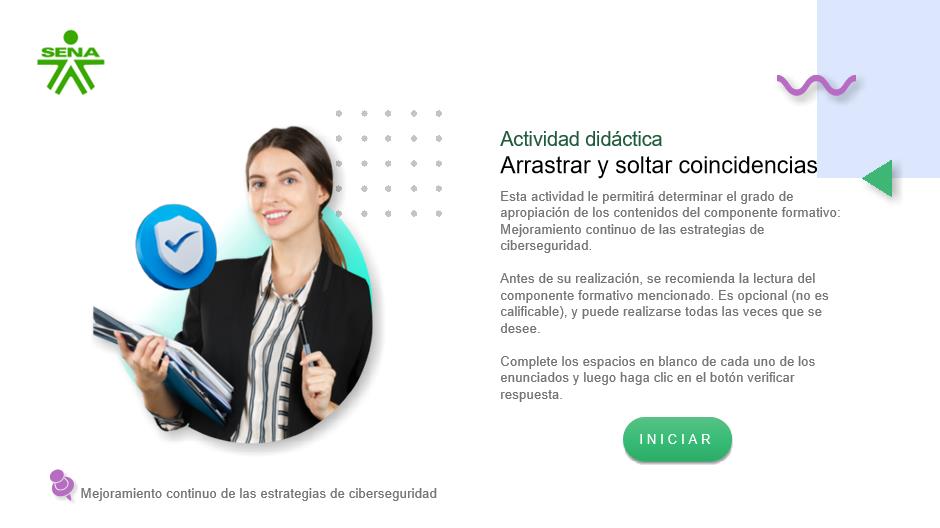 SENA
Actividad didáctica
Arrastrar y soltar coincidencias
Esta actividad le permitirá determinar el grado de
apropiación de los contenidos del componente formativo:
Mejoramiento continuo de las estrategias de
ciberseguridad.
Antes de su realización, se recomienda la lectura del
componente formativo mencionado. Es opcional (no es
calificable), y puede realizarse todas las veces que se
desee.
Complete los espacios en blanco de cada uno de los
enunciados y luego haga clic en el botón verificar
respuesta.
INICIAR
Mejoramiento continuo de las estrategias de ciberseguridad